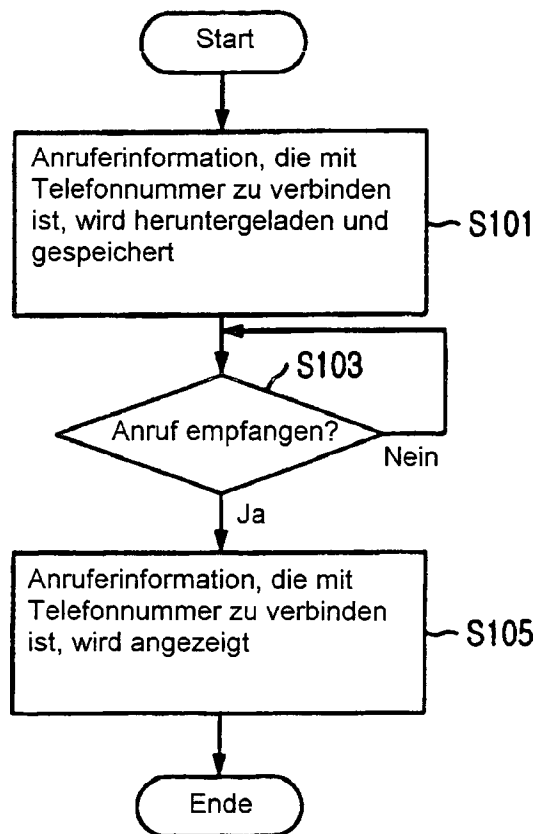 Start
Anruferinformation, die mit
Telefonnummer zu verbinden
ist, wird heruntergeladen und
gespeichert
S101
S103
Anruf empfangen?
Nein
Ja
Anruferinformation, die mit
Telefonnummer zu verbinden
ist, wird angezeigt
S105
Ende